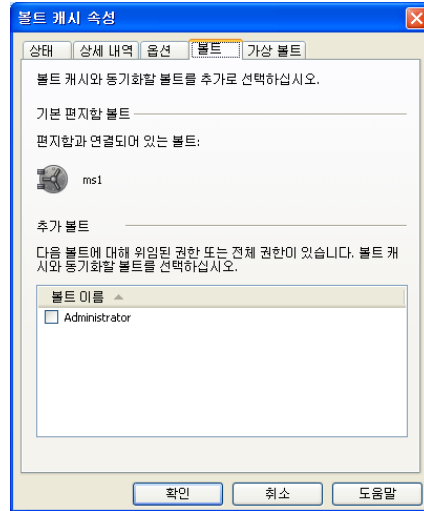 볼트 캐시 속성
상태 상세 내역 옵션 볼트 가상 볼트
볼트 캐시와 동기화할 볼트를 추가로 선택하십시오.
기본 편지함 볼트
편지함과 연결되어 있는 볼트:
ms1
추가 볼트
다음 볼트에 대해 위임된 권한 또는 전체 권한이 있습니다. 볼트 캐
시와 동기화할 볼트를 선택하십시오.
볼트 이름
Administrator
확인 취소 도움말